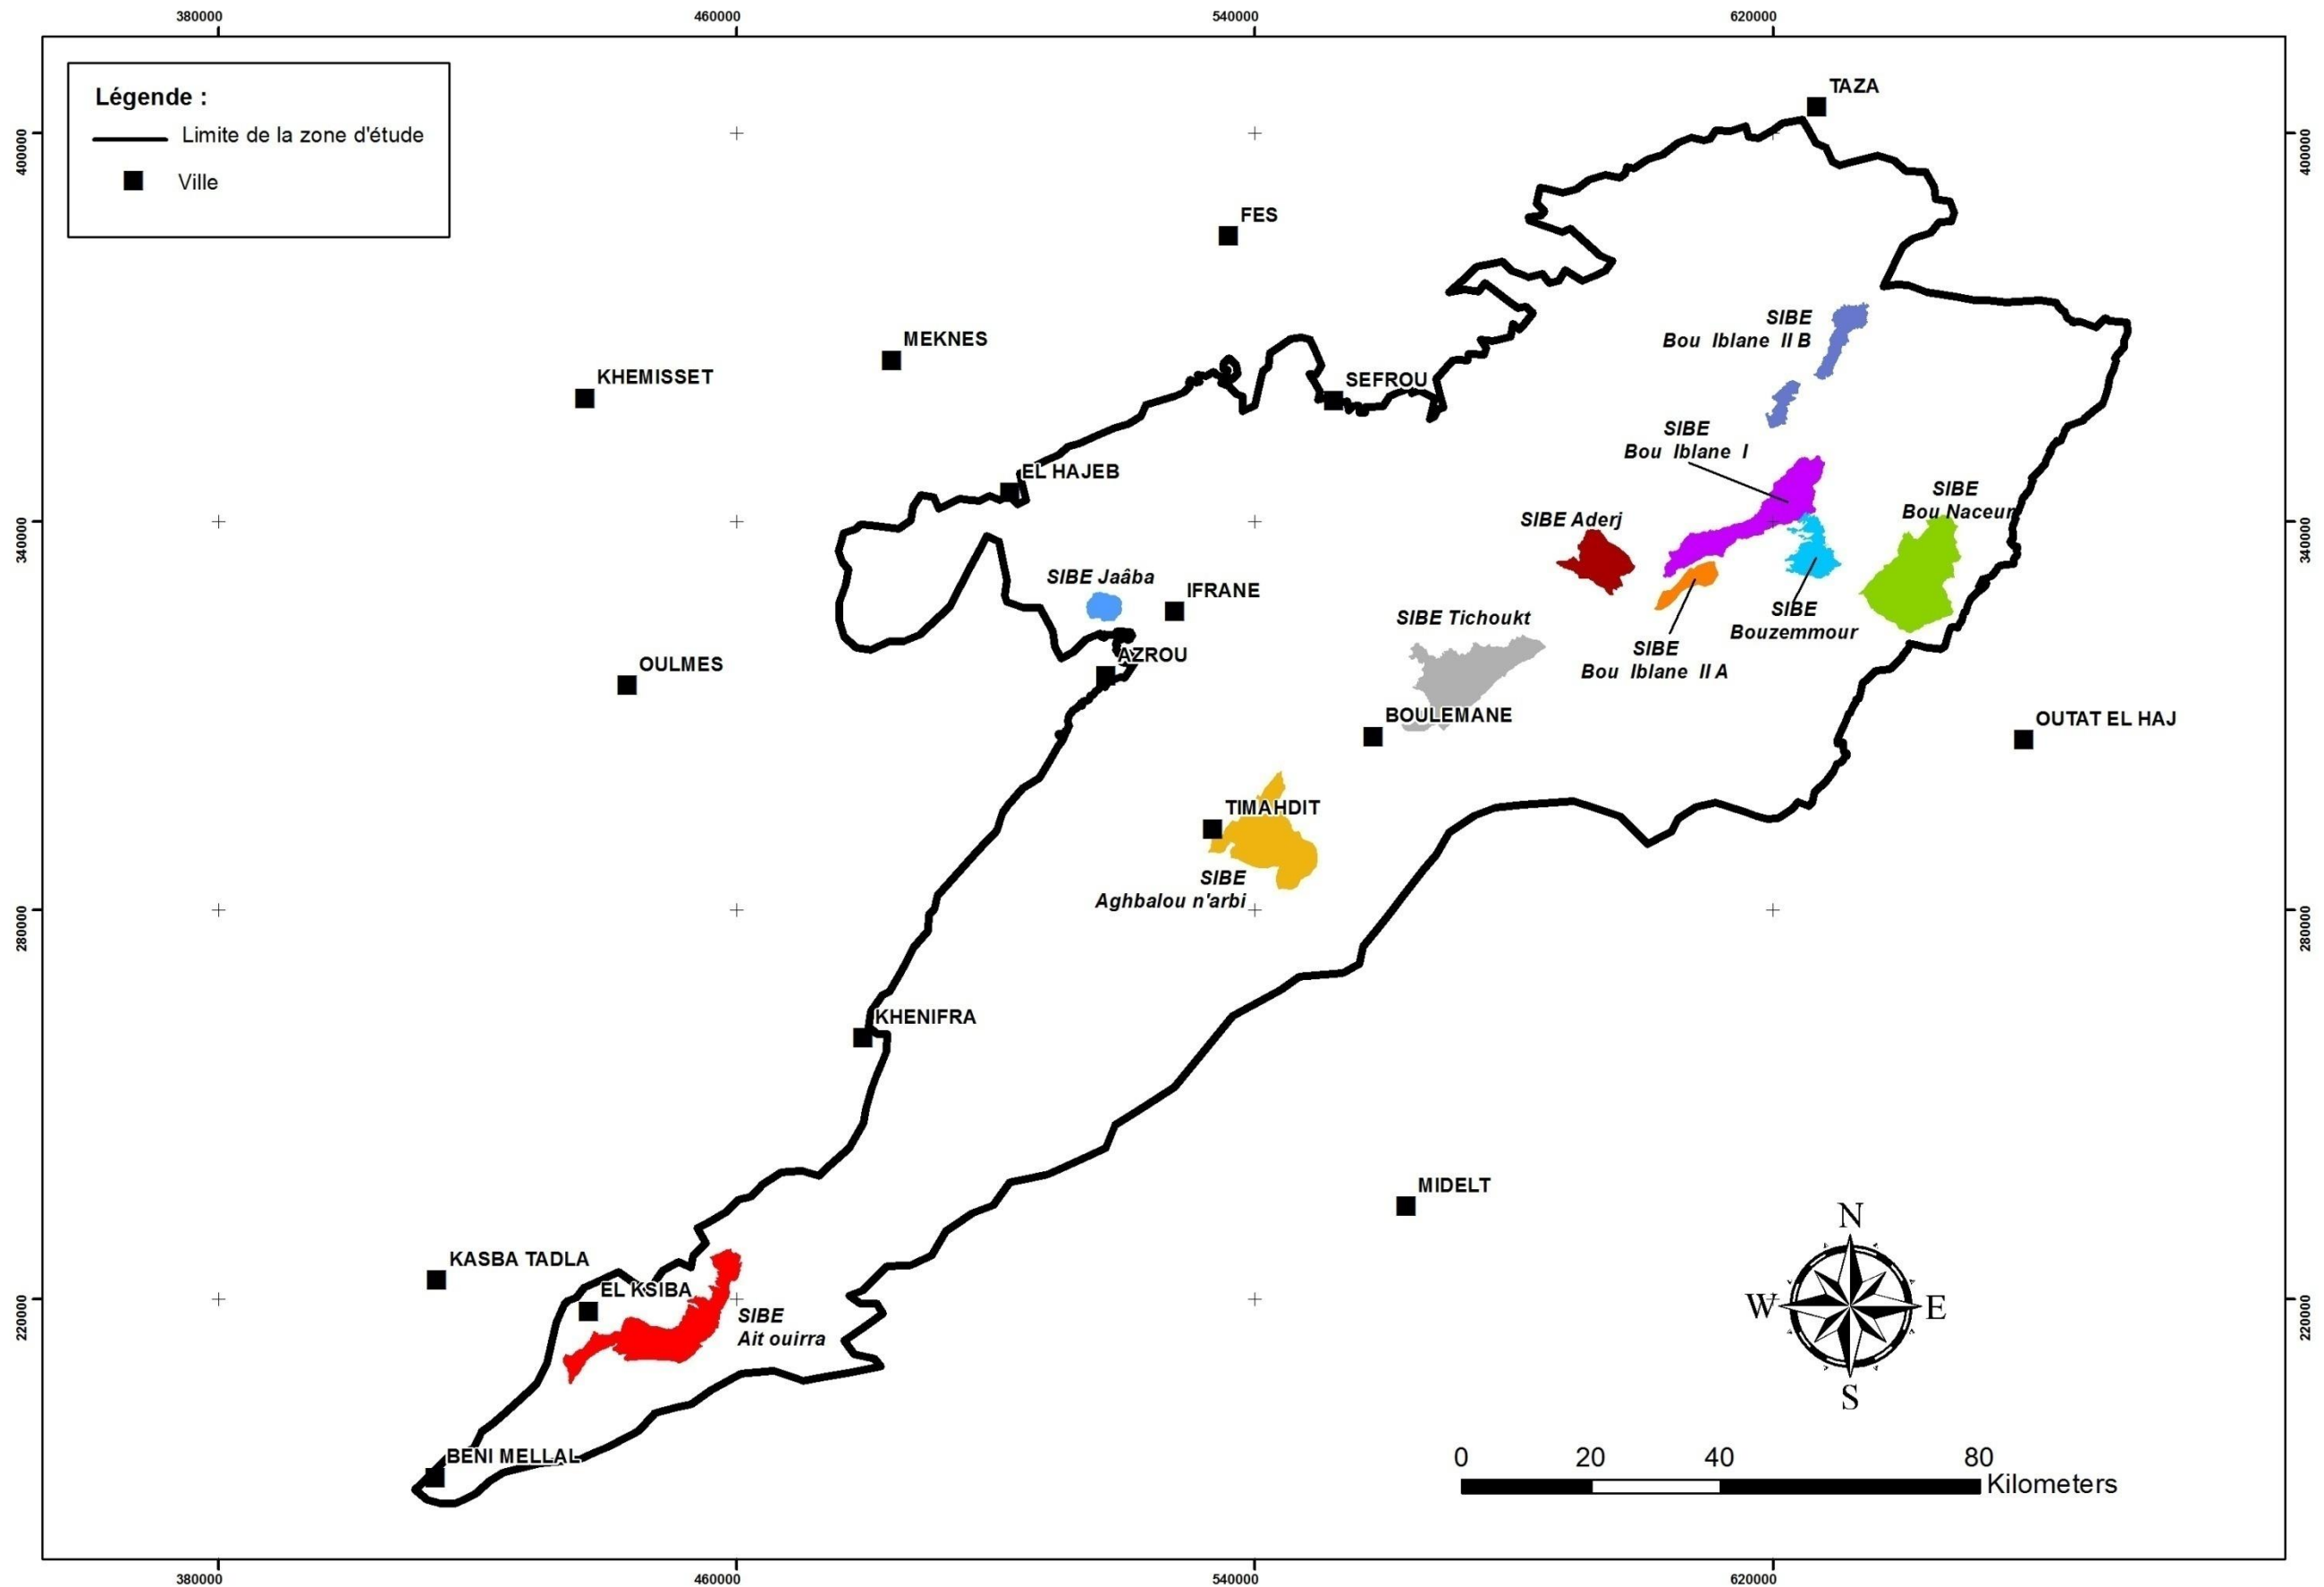 380000
460000
540000
620000
Légende :
Limite de la zone d'étude
Ville
TAZA
400000
400000
FES
SIBE
Bou Iblane II B
MEKNES
KHEMISSET
SEFROU
SIBE
Bou Iblane I
EL HAJEB
SIBE
Bou Naceur
SIBE Aderj
340000
340000
SIBE Jaâba
IFRANE
SIBE
Bouzemmour
SIBE Tichoukt
SIBE
Bou Iblane II A
AZROU
OULMES
BOULEMANE
OUTAT EL HAJ
TIMAHDIT
SIBE
Aghbalou n'arbi
280000
280000
KHENIFRA
MIDELT
N
W
E
S
KASBA TADLA
EL KSIBA
SIBE
Ait ouirra
220000
220000
BENI MELLAL
0 20 40 80
Kilometers
380000
460000
540000
620000